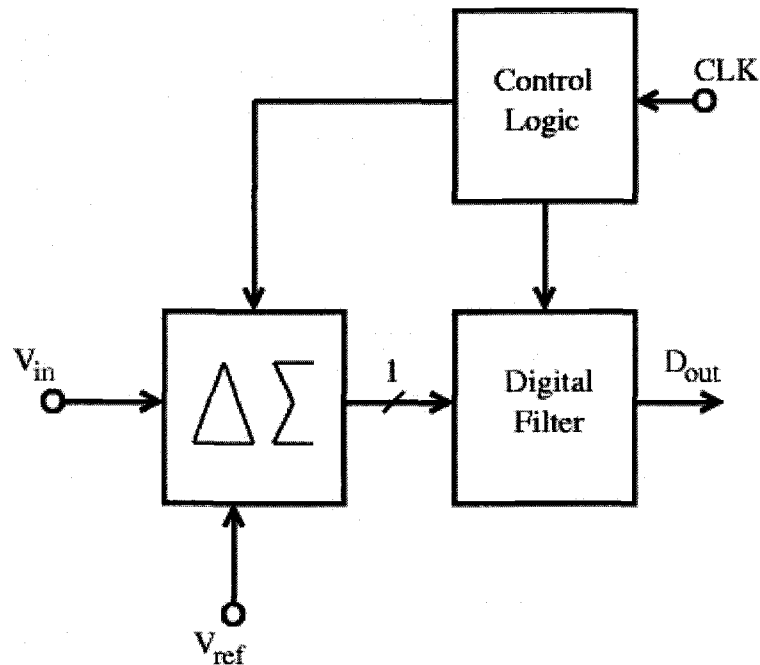 Control
Logic
CLK
V_in
ΔΣ
1
Digital
Filter
D_out
V_ref